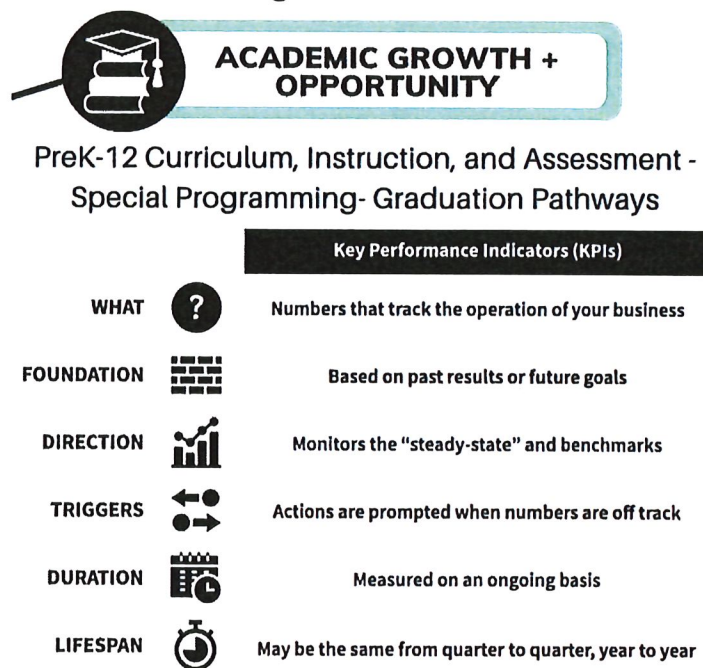 ACADEMIC GROWTH +
OPPORTUNITY
PreK-12 Curriculum, Instruction, and Assessment -
Special Programming- Graduation Pathways
Key Performance Indicators (KPIs)
WHAT ? Numbers that track the operation of your business
FOUNDATION Based on past results or future goals
DIRECTION Monitors the “steady-state” and benchmarks
TRIGGERS Actions are prompted when numbers are off track
DURATION Measured on an ongoing basis
LIFESPAN May be the same from quarter to quarter, year to year